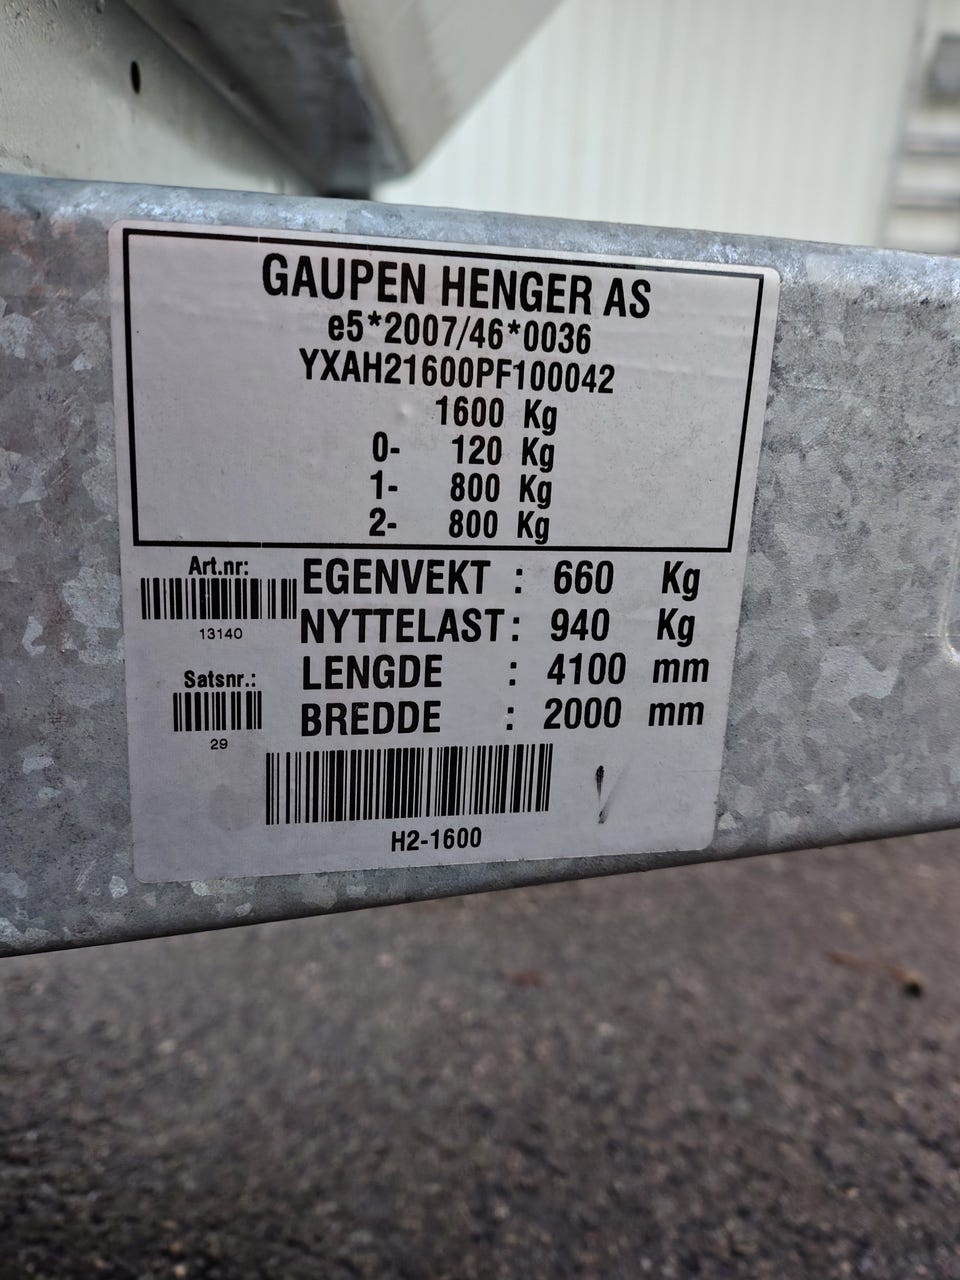 GAUPEN HENGER AS
e5*2007/46*0036
YXAH21600PF100042
1600 Kg
0- 120 Kg
1- 800 Kg
2- 800 Kg
Art.nr:
13140
EGENVEKT : 660 Kg
NYTTELAST : 940 Kg
LENGDE : 4100 mm
BREDDE : 2000 mm
Satsnr.:
29
H2-1600